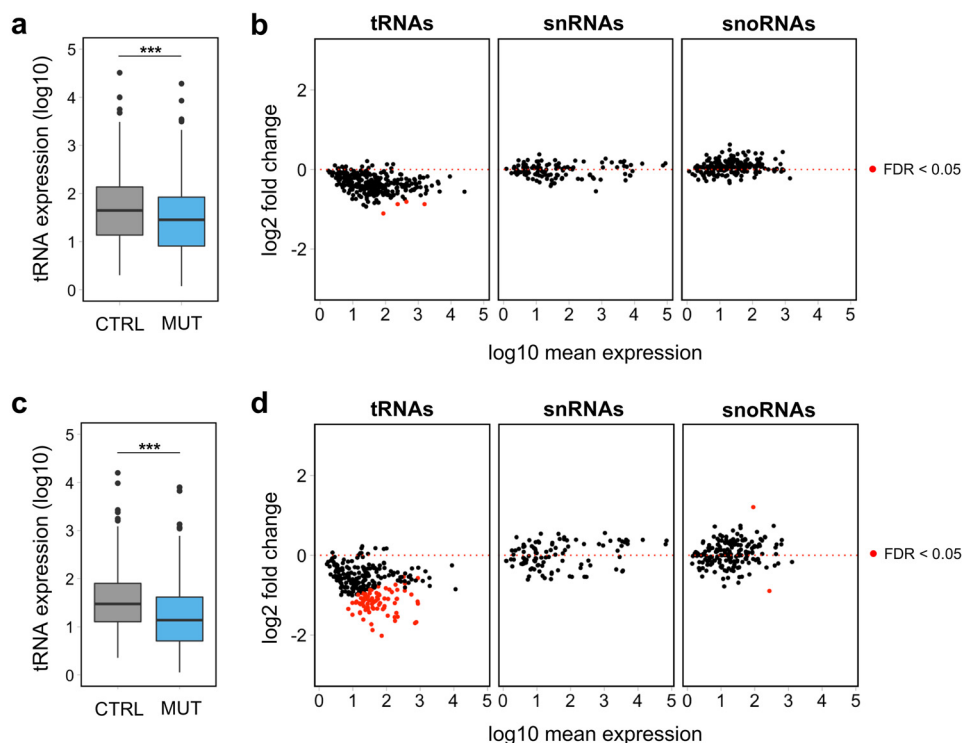 a
tRNA expression (log10)
5
4
3
2
1
0
***
CTRL MUT
b
tRNAs snRNAs snoRNAs
log2 fold change
2
0
-2
0 1 2 3 4 5 0 1 2 3 4 5 0 1 2 3 4 5
log10 mean expression
FDR < 0.05
c
tRNA expression (log10)
5
4
3
2
1
0
***
CTRL MUT
d
tRNAs snRNAs snoRNAs
log2 fold change
2
0
-2
0 1 2 3 4 5 0 1 2 3 4 5 0 1 2 3 4 5
log10 mean expression
FDR < 0.05